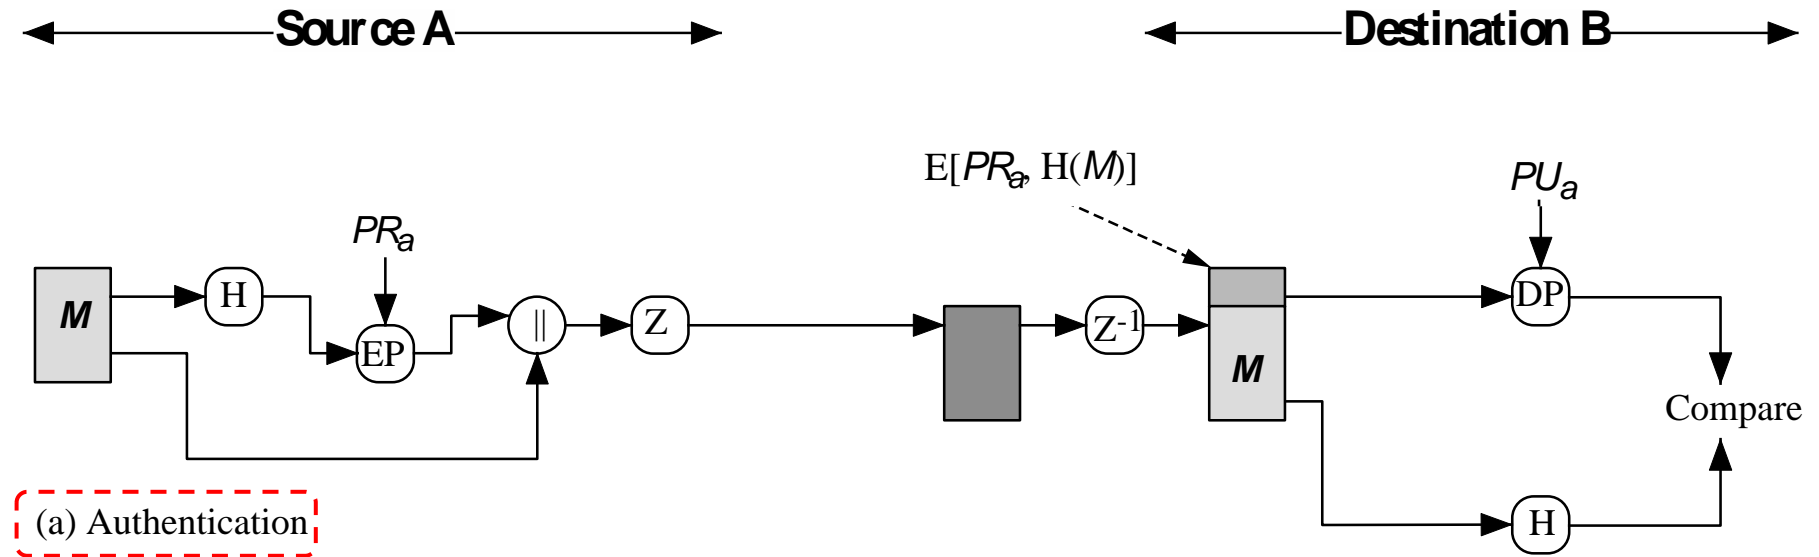 Source A
Destination B
E[PRa, H(M)]
PUa
PRa
M
H
EP
||
Z
Z-1
M
DP
Compare
H
(a) Authentication